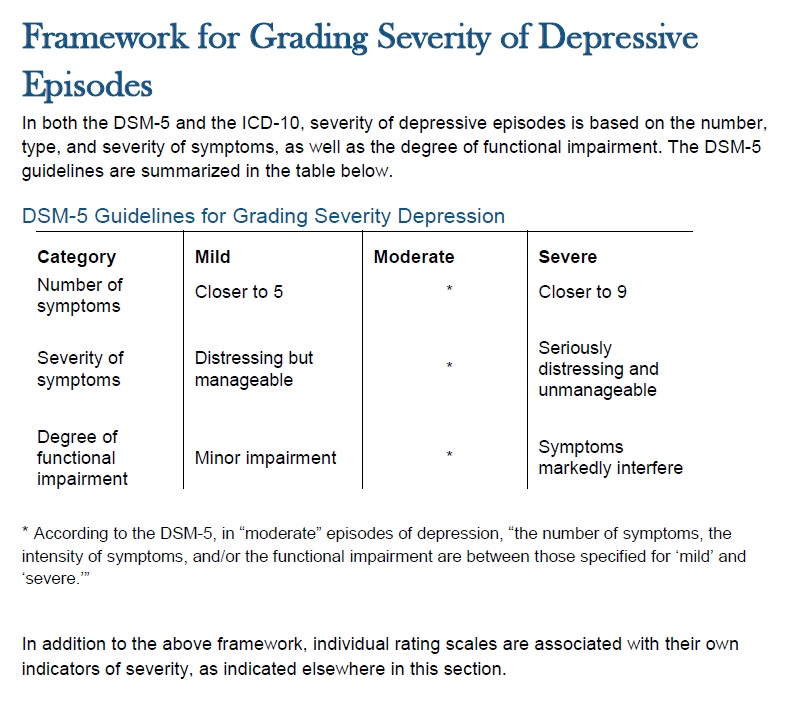 Framework for Grading Severity of Depressive
Episodes
In both the DSM-5 and the ICD-10, severity of depressive episodes is based on the number,
type, and severity of symptoms, as well as the degree of functional impairment. The DSM-5
guidelines are summarized in the table below.
DSM-5 Guidelines for Grading Severity Depression
Category Mild Moderate Severe
Number of
symptoms
Closer to 5
*
Closer to 9
Severity of
symptoms
Distressing but
manageable
*
Seriously
distressing and
unmanageable
Degree of
functional
impairment
Minor impairment
*
Symptoms
markedly interfere
* According to the DSM-5, in “moderate” episodes of depression, “the number of symptoms, the
intensity of symptoms, and/or the functional impairment are between those specified for ‘mild’ and
‘severe.’”
In addition to the above framework, individual rating scales are associated with their own
indicators of severity, as indicated elsewhere in this section.